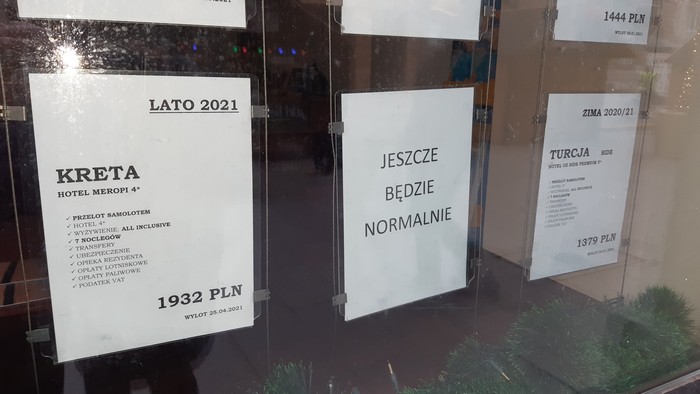 1444 PLN
LATO 2021
KRETA
HOTEL MEROPI 4*
✓ PRZELOT SAMOLOTEM
✓ HOTEL 4*
✓ WYŻYWIENIE: ALL INCLUSIVE
✓ 7 NOCLEGÓW
✓ TRANSFERY
✓ UBEZPIECZENIE
✓ OPIEKA REZYDENTA
✓ OPŁATY LOTNISKOWE
✓ OPŁATY PALIWOWE
✓ PODATEK VAT
1932 PLN
WYLOT 25.04.2021
JESZCZE
BĘDZIE
NORMALNIE
ZIMA 2020/21
TURCJA SIDE
1379 PLN